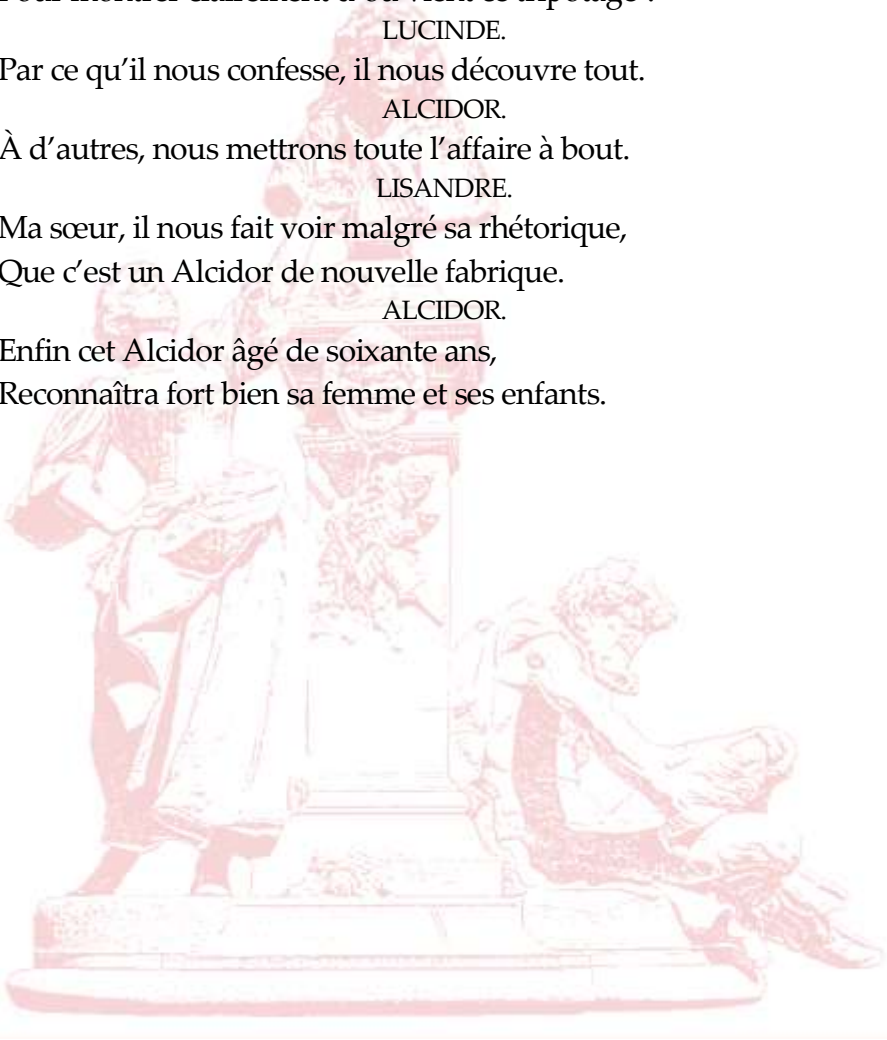 LUCINDE.
Par ce qu’il nous confesse, il nous découvre tout.
ALCIDOR.
À d’autres, nous mettrons toute l’affaire à bout.
LISANDRE.
Ma sœur, il nous fait voir malgré sa rhétorique,
Que c’est un Alcidor de nouvelle fabrique.
ALCIDOR.
Enfin cet Alcidor âgé de soixante ans,
Reconnaîtra fort bien sa femme et ses enfants.